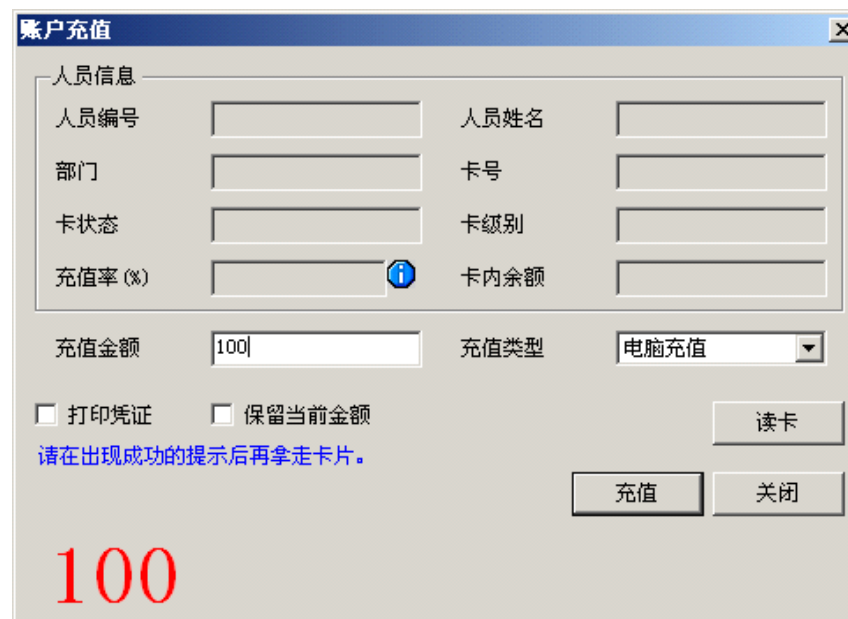 账户充值
人员信息
人员编号 人员姓名
部门 卡号
卡状态 卡级别
充值率(%) 卡内余额
充值金额 100 充值类型 电脑充值
打印凭证 保留当前金额
读卡
请在出现成功的提示后再拿走卡片。
充值 关闭
100